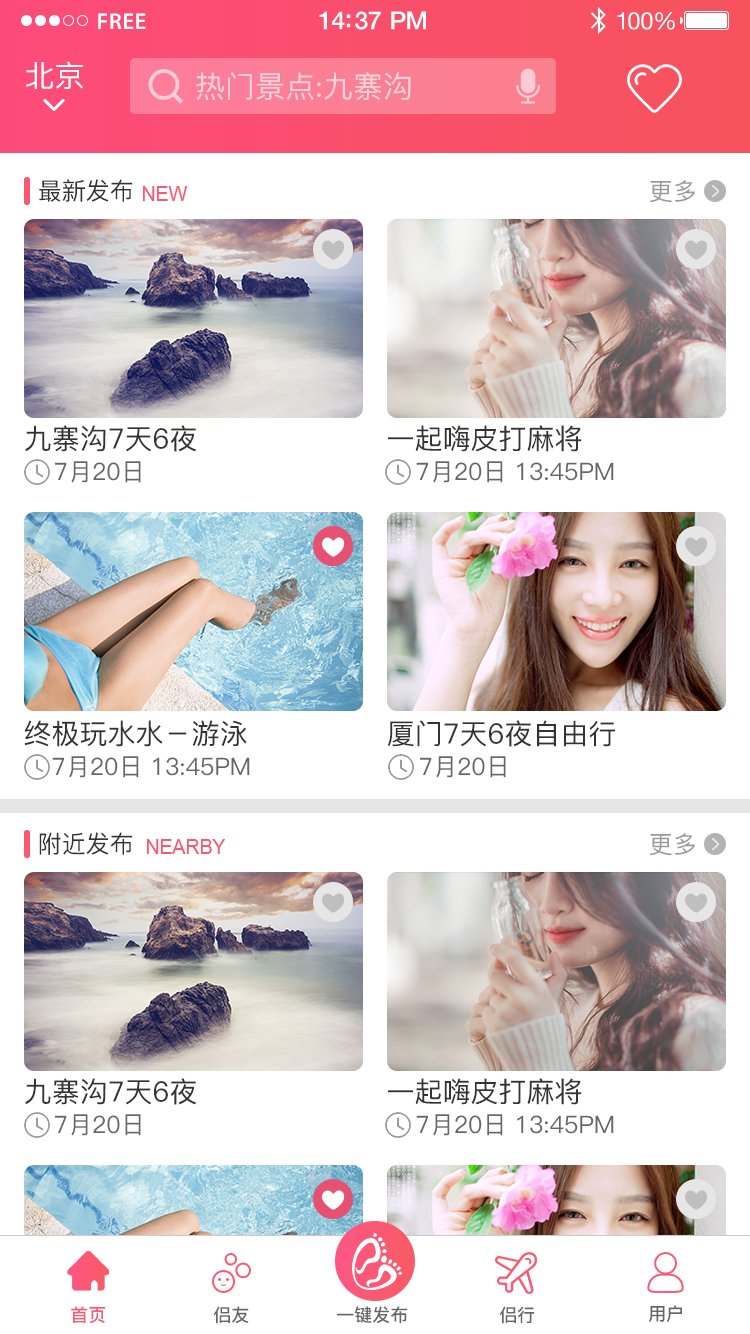 FREE 14:37 PM 100%
北京 热门景点:九寨沟
最新发布 NEW 更多
九寨沟7天6夜 一起嗨皮打麻将
7月20日 7月20日 13:45PM
终极玩水水－游泳 厦门7天6夜自由行
7月20日 13:45PM 7月20日
附近发布 NEARBY 更多
九寨沟7天6夜 一起嗨皮打麻将
7月20日 7月20日 13:45PM
首页 侣友 一键发布 侣行 用户